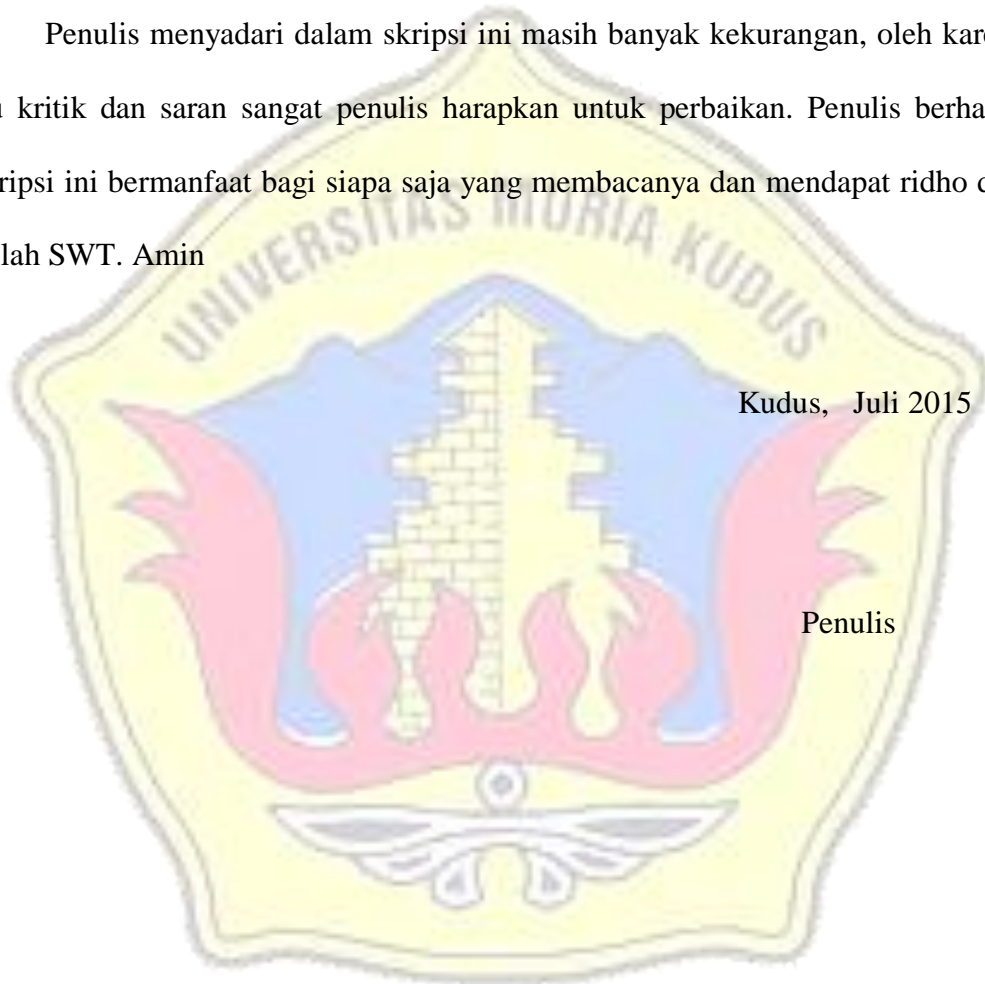 Penulis menyadari dalam skripsi ini masih banyak kekurangan, oleh kar
kritik dan saran sangat penulis harapkan untuk perbaikan. Penulis berha
ripsi ini bermanfaat bagi siapa saja yang membacanya dan mendapat ridho d
lah SWT. Amin
UNIVERSITAS MURIA KUDUS
Kudus, Juli 2015
Penulis